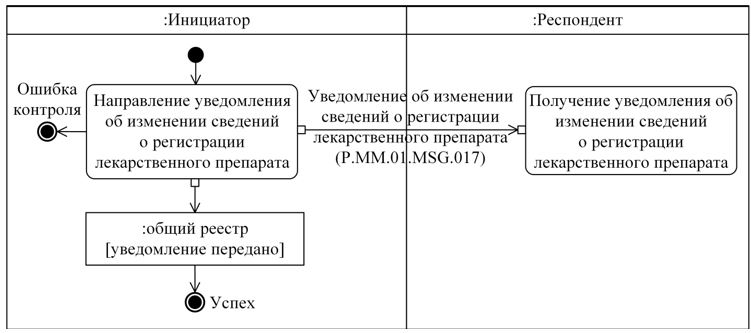 :Инициатор
:Респондент
Ошибка
контроля
Направление уведомления
об изменении сведений
о регистрации
лекарственного препарата
Уведомление об изменении
сведений о регистрации
лекарственного препарата
(P.MM.01.MSG.017)
Получение уведомления об
изменении сведений
о регистрации
лекарственного препарата
:общий реестр
[уведомление передано]
Успех